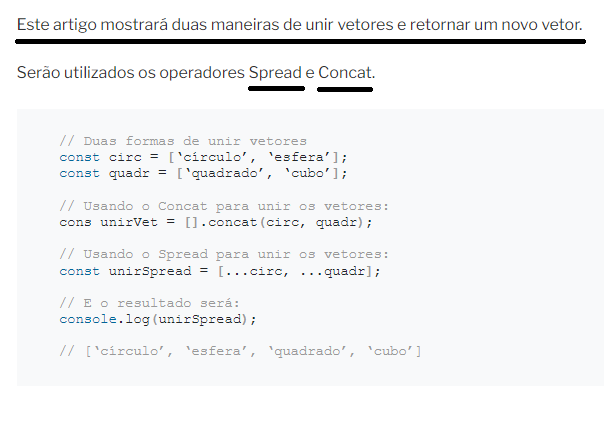 Este artigo mostrará duas maneiras de unir vetores e retornar um novo vetor.
Serão utilizados os operadores Spread e Concat.
// Duas formas de unir vetores
const circ = [‘círculo’, ‘esfera’];
const quadr = [‘quadrado’, ‘cubo’];
// Usando o Concat para unir os vetores:
cons unirVet = [].concat(circ, quadr);
// Usando o Spread para unir os vetores:
const unirSpread = [...circ, ...quadr];
// E o resultado será:
console.log(unirSpread);
// [‘círculo’, ‘esfera’, ‘quadrado’, ‘cubo’]